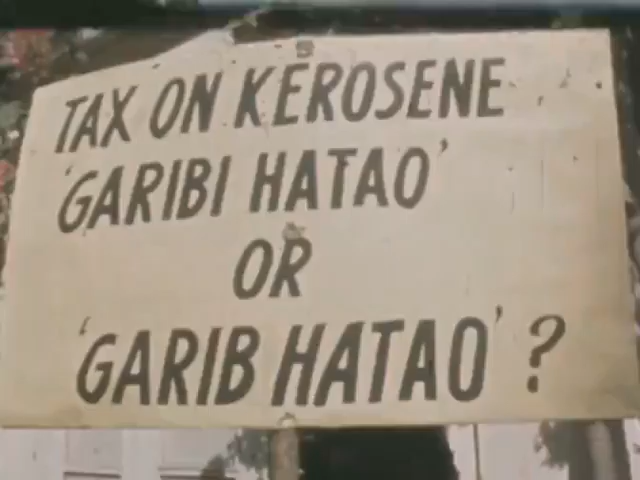 TAX ON KEROSENE
'GARIBI HATAO'
OR
'GARIB HATAO' ?